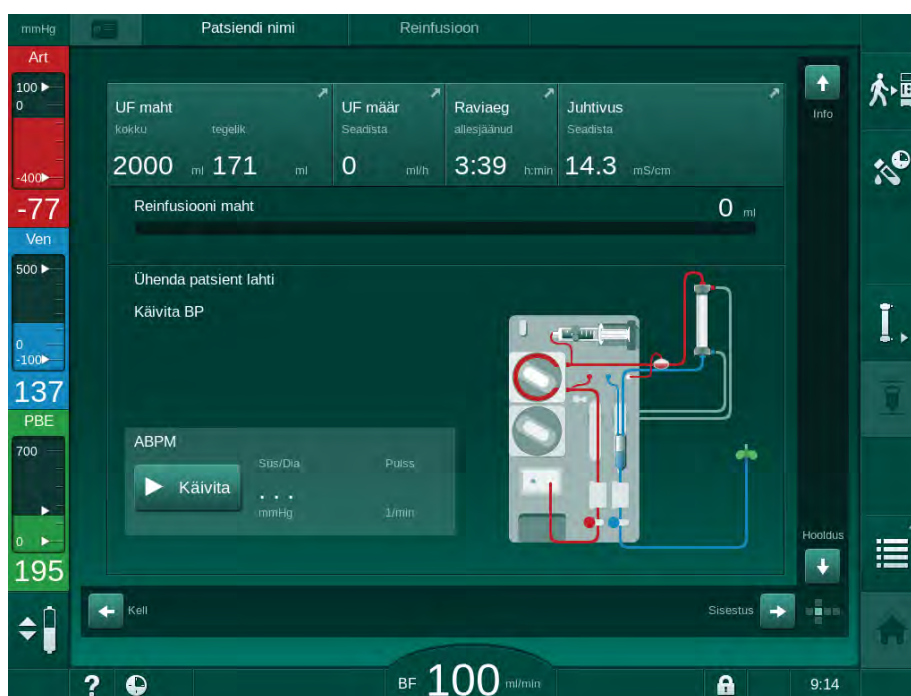 mmHg
Patsiendi nimi
Reinfusioon
Art
100
0
-400
-77
Ven
500
0
-100
137
PBE
700
0
195
UF maht
kokku
tegelik
2000 ml 171 ml
UF määr
Seadista
0 ml/h
Raviaeg
allesjäänud
3:39 h:min
Juhtivus
Seadista
14.3 mS/cm
Info
Reinfusiooni maht
0 ml
Ühenda patsient lahti
Käivita BP
ABPM
Käivita
Süs/Dia
Pulss
. . .
mmHg
1/min
Hooldus
Kell
Sisestus
?
BF 100 ml/min
9:14